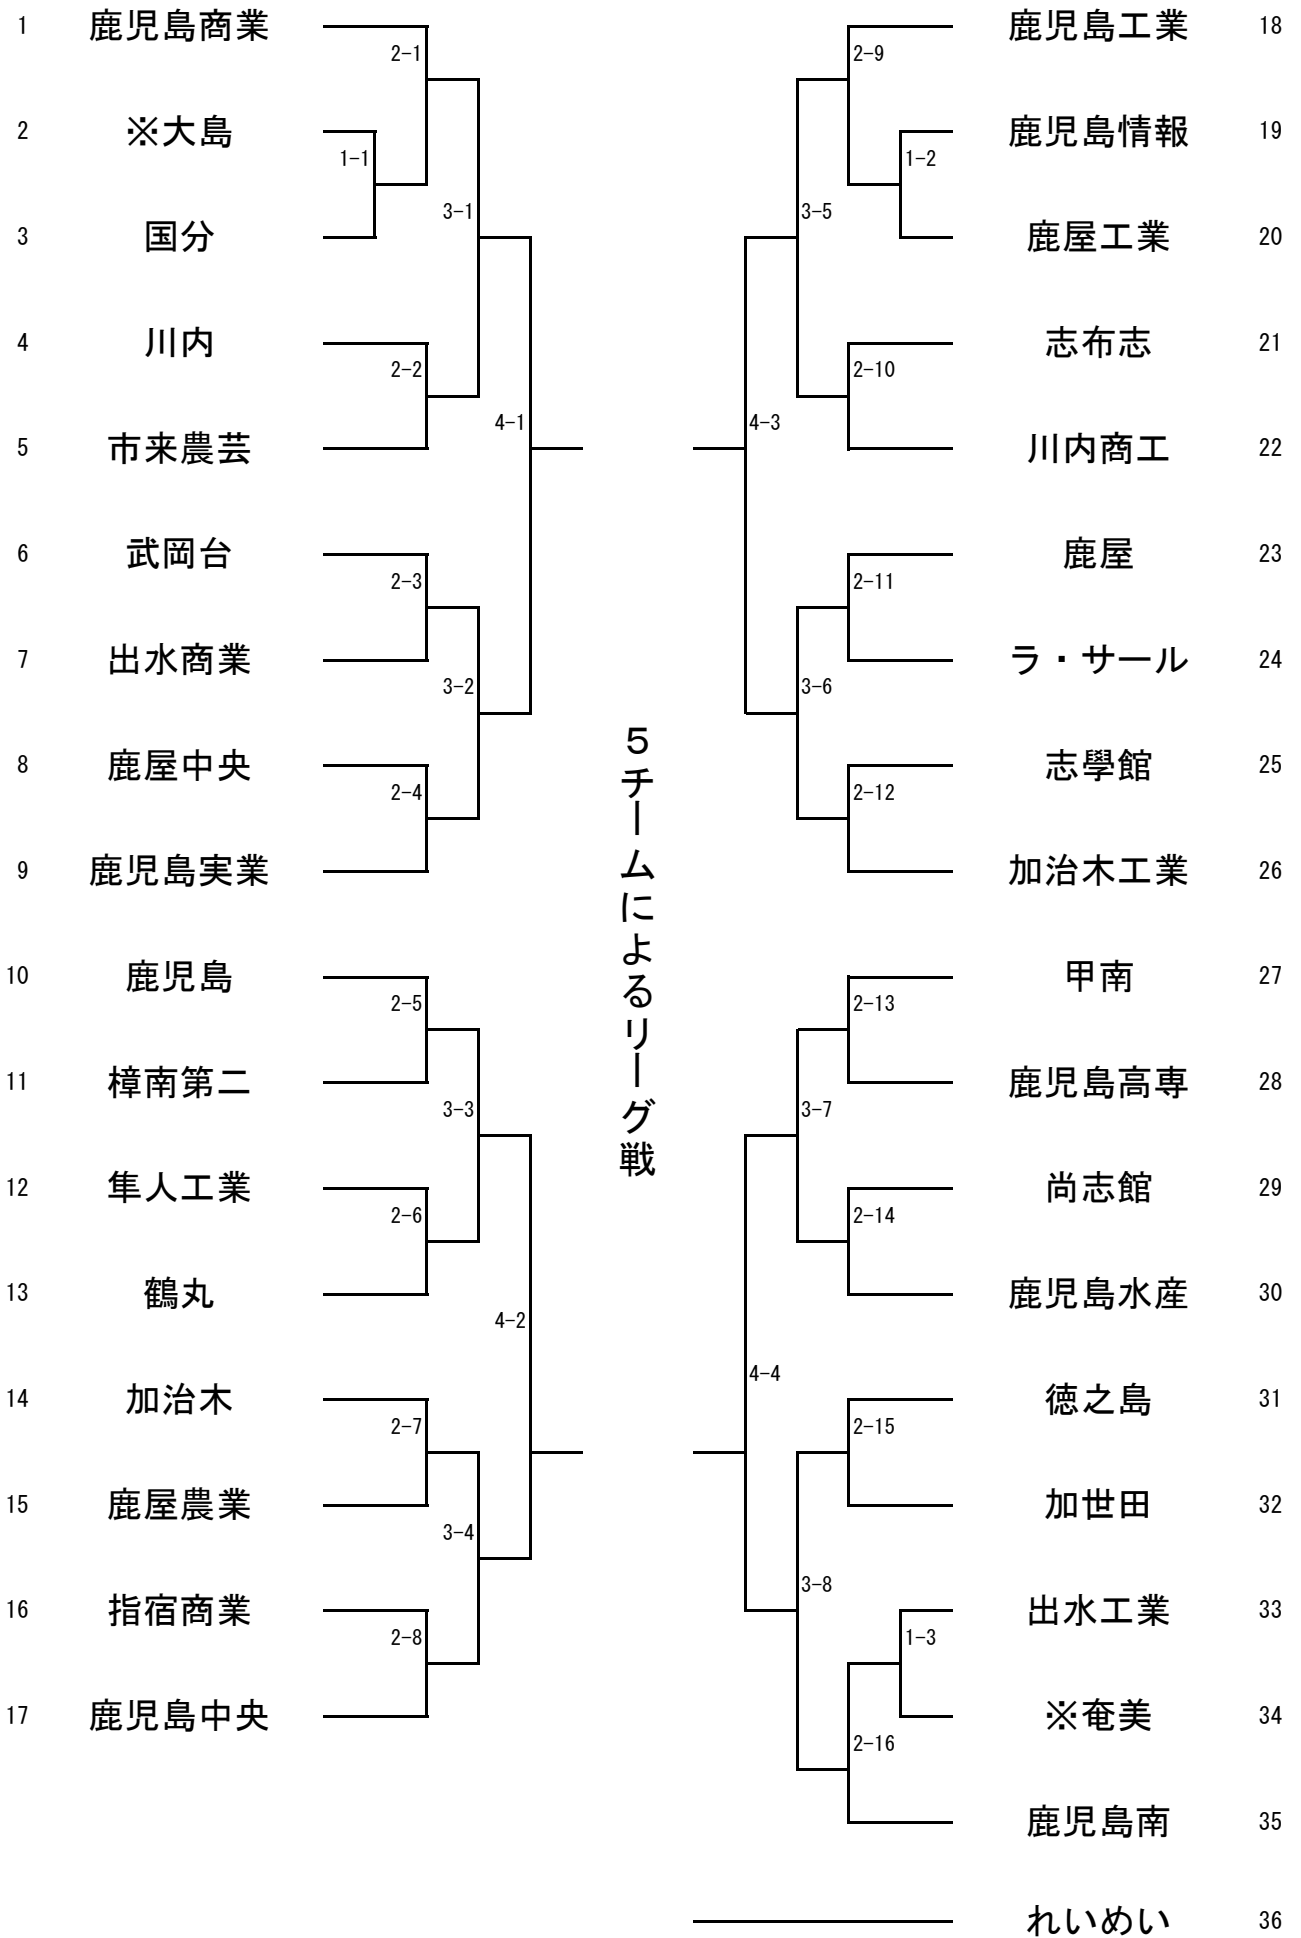 1 鹿児島商業
2 ※大島
3 国分
4 川内
5 市来農芸
6 武岡台
7 出水商業
8 鹿屋中央
9 鹿児島実業
10 鹿児島
11 樟南第二
12 隼人工業
13 鶴丸
14 加治木
15 鹿屋農業
16 指宿商業
17 鹿児島中央
2-1
1-1
3-1
2-2
4-1
2-3
3-2
2-4
2-5
3-3
2-6
4-2
2-7
3-4
2-8
5チームによるリーグ戦
2-9
1-2
3-5
2-10
4-3
2-11
3-6
2-12
2-13
3-7
2-14
4-4
2-15
3-8
1-3
2-16
鹿児島工業 18
鹿児島情報 19
鹿屋工業 20
志布志 21
川内商工 22
鹿屋 23
ラ・サール 24
志學館 25
加治木工業 26
甲南 27
鹿児島高専 28
尚志館 29
鹿児島水産 30
徳之島 31
加世田 32
出水工業 33
※奄美 34
鹿児島南 35
れいめい 36